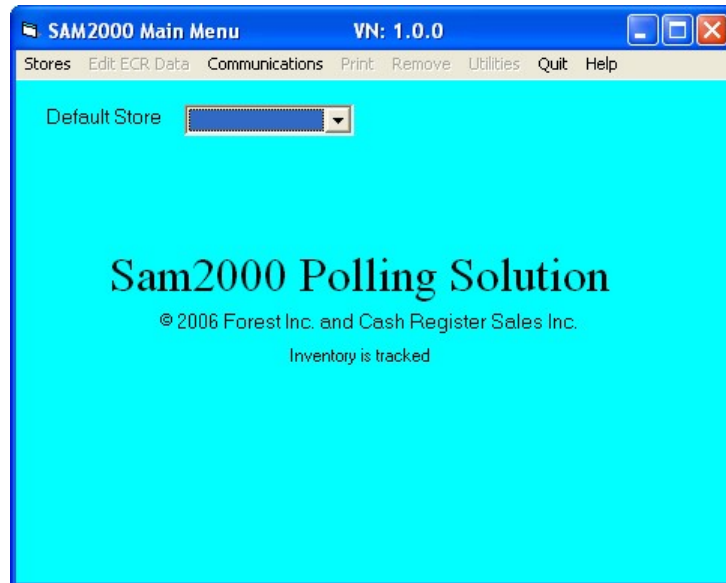 SAM2000 Main Menu VN: 1.0.0
Stores Edit ECR Data Communications Print Remove Utilities Quit Help
Default Store
Sam2000 Polling Solution
© 2006 Forest Inc. and Cash Register Sales Inc.
Inventory is tracked